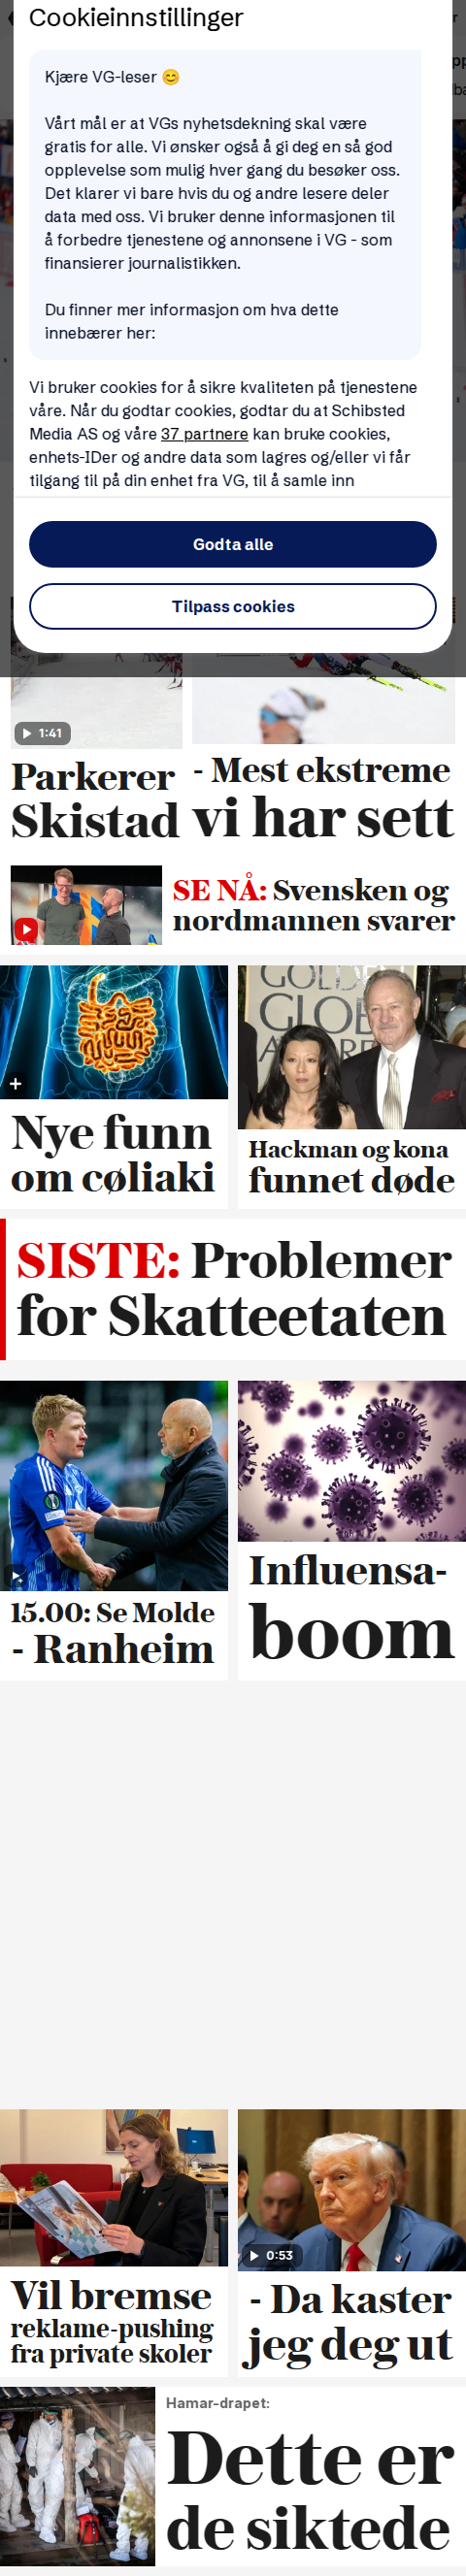 Cookieinnstillinger
Kjære VG-leser 😊
Vårt mål er at VGs nyhetsdekning skal være
gratis for alle. Vi ønsker også å gi deg en så god
opplevelse som mulig hver gang du besøker oss.
Det klarer vi bare hvis du og andre lesere deler
data med oss. Vi bruker denne informasjonen til
å forbedre tjenestene og annonsene i VG - som
finansierer journalistikken.
Du finner mer informasjon om hva dette
innebærer her:
Vi bruker cookies for å sikre kvaliteten på tjenestene
våre. Når du godtar cookies, godtar du at Schibsted
Media AS og våre 37 partnere kan bruke cookies,
enhets-IDer og andre data som lagres og/eller vi får
tilgang til på din enhet fra VG, til å samle inn
Godta alle
Tilpass cookies
1:41
Parkerer
Skistad
- Mest ekstreme
vi har sett
SE NÅ: Svensken og
nordmannen svarer
Nye funn
om cøliaki
GOLD
GLOB
Hackman og kona
funnet døde
SISTE: Problemer
for Skatteetaten
15.00: Se Molde
- Ranheim
Influensa-
boom
Vil bremse
reklame-pushing
fra private skoler
0:53
- Da kaster
jeg deg ut
Hamar-drapet:
Dette er
de siktede